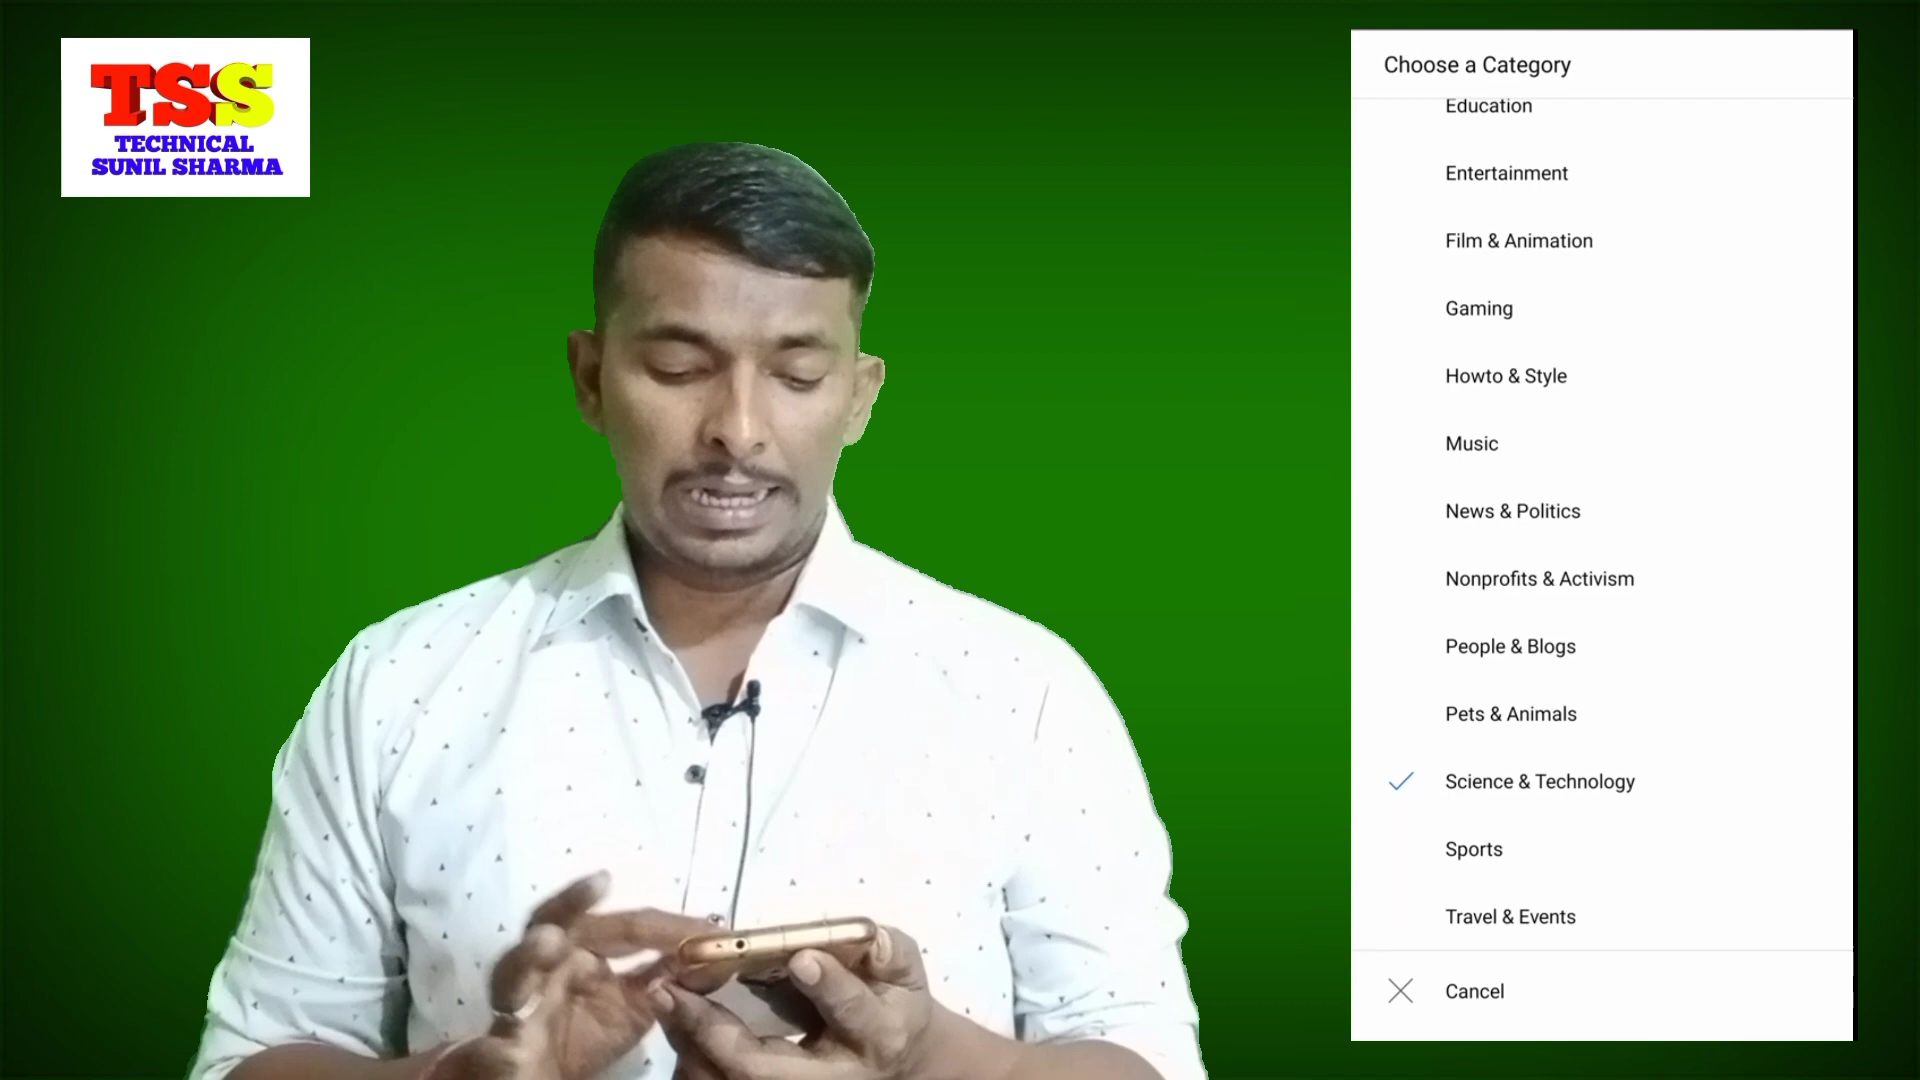 TSS
TECHNICAL
SUNIL SHARMA
Choose a Category
Education
Entertainment
Film & Animation
Gaming
Howto & Style
Music
News & Politics
Nonprofits & Activism
People & Blogs
Pets & Animals
Science & Technology
Sports
Travel & Events
Cancel